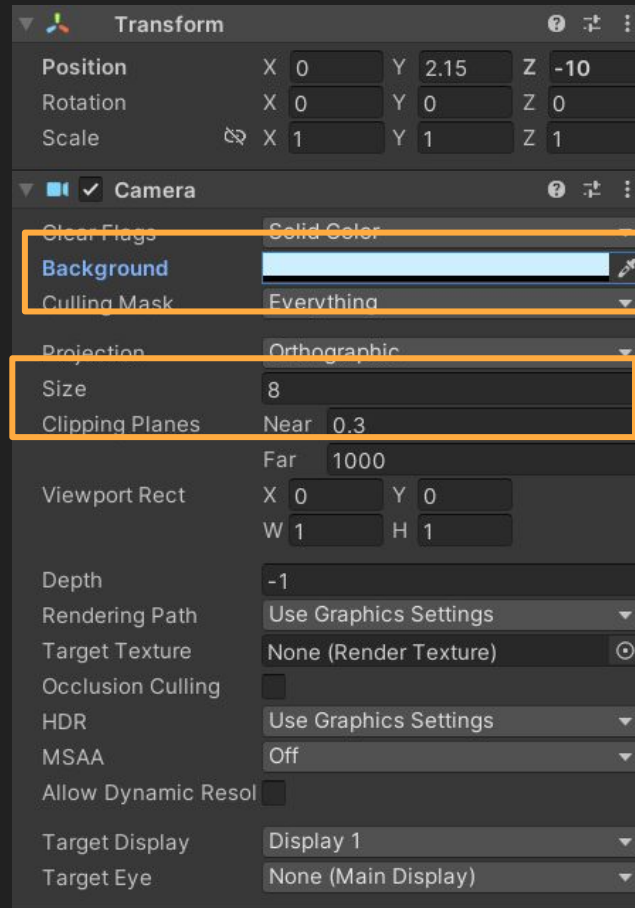 Transform
Position X 0 Y 2.15 Z -10
Rotation X 0 Y 0 Z 0
Scale X 1 Y 1 Z 1
Camera
Clear Flags Solid Color
Background
Culling Mask Everything
Projection Orthographic
Size 8
Clipping Planes Near 0.3
Far 1000
Viewport Rect X 0 Y 0
W 1 H 1
Depth -1
Rendering Path Use Graphics Settings
Target Texture None (Render Texture)
Occlusion Culling
HDR Use Graphics Settings
MSAA Off
Allow Dynamic Resol
Target Display Display 1
Target Eye None (Main Display)